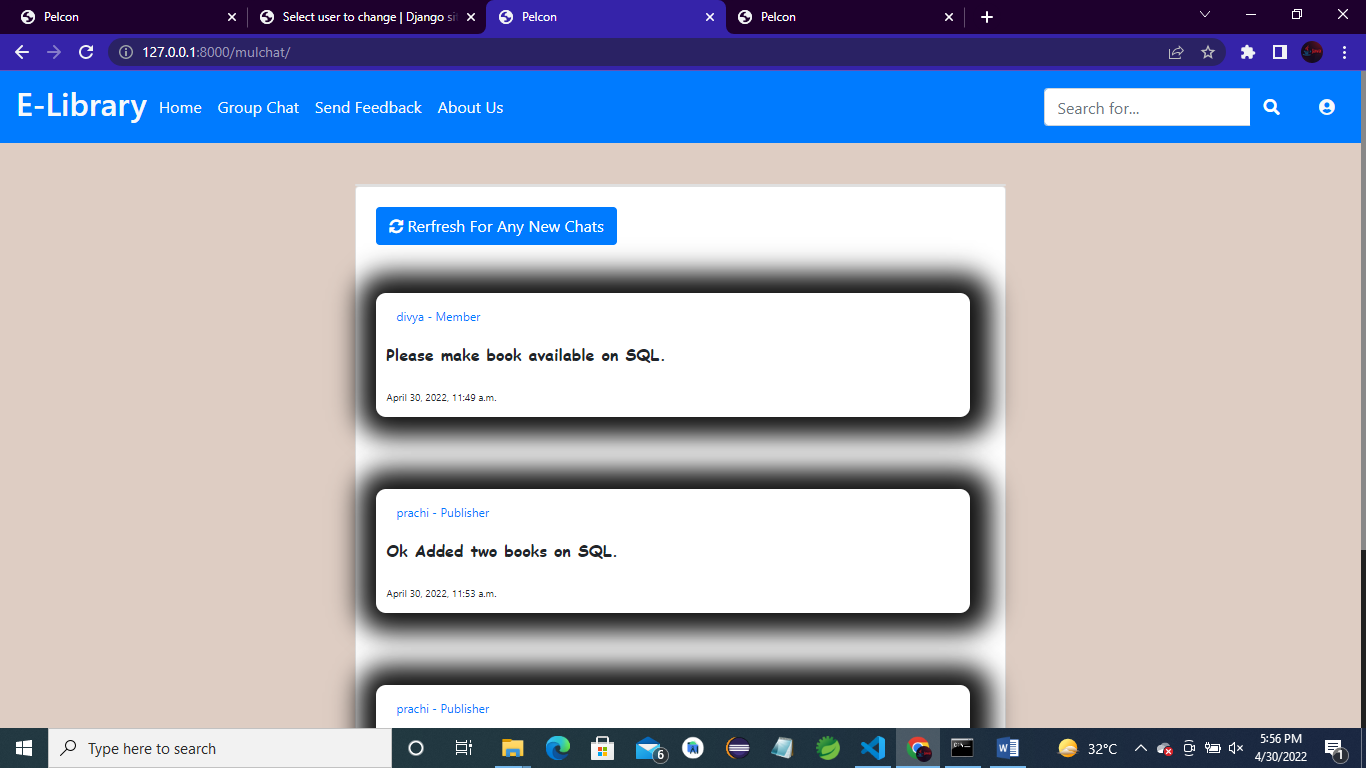 Pelcon
Select user to change | Django si
Pelcon
Pelcon
127.0.0.1:8000/mulchat/
E-Library Home Group Chat Send Feedback About Us
Search for...
Rerfresh For Any New Chats
divya - Member
Please make book available on SQL.
April 30, 2022, 11:49 a.m.
prachi - Publisher
Ok Added two books on SQL.
April 30, 2022, 11:53 a.m.
prachi - Publisher
Type here to search
6
32°C
5:56 PM
4/30/2022
1